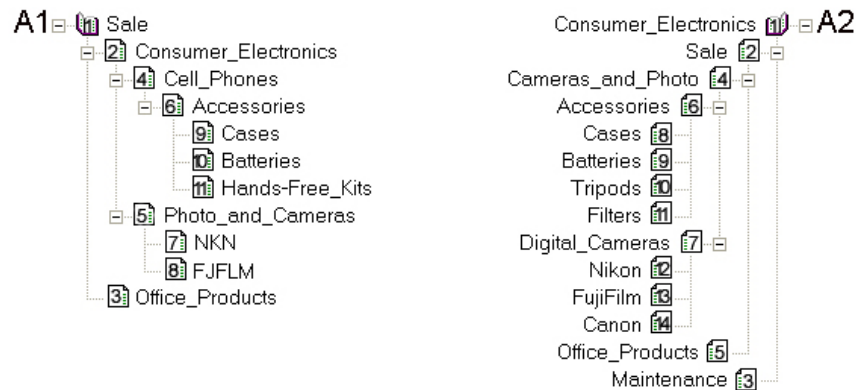 A1 1 Sale
2 Consumer_Electronics
4 Cell_Phones
6 Accessories
9 Cases
10 Batteries
11 Hands-Free_Kits
5 Photo_and_Cameras
7 NKN
8 FJFLM
3 Office_Products
Consumer_Electronics 1 A2
Sale 2
Cameras_and_Photo 4
Accessories 6
Cases 8
Batteries 9
Tripods 10
Filters 11
Digital_Cameras 7
Nikon 12
FujiFilm 13
Canon 14
Office_Products 5
Maintenance 3